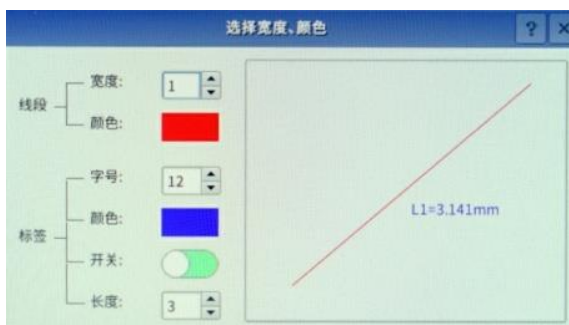 选择宽度、颜色
? ×
线段
宽度: 1
颜色:
标签
字号: 12
颜色:
开关:
长度: 3
L1=3.141mm